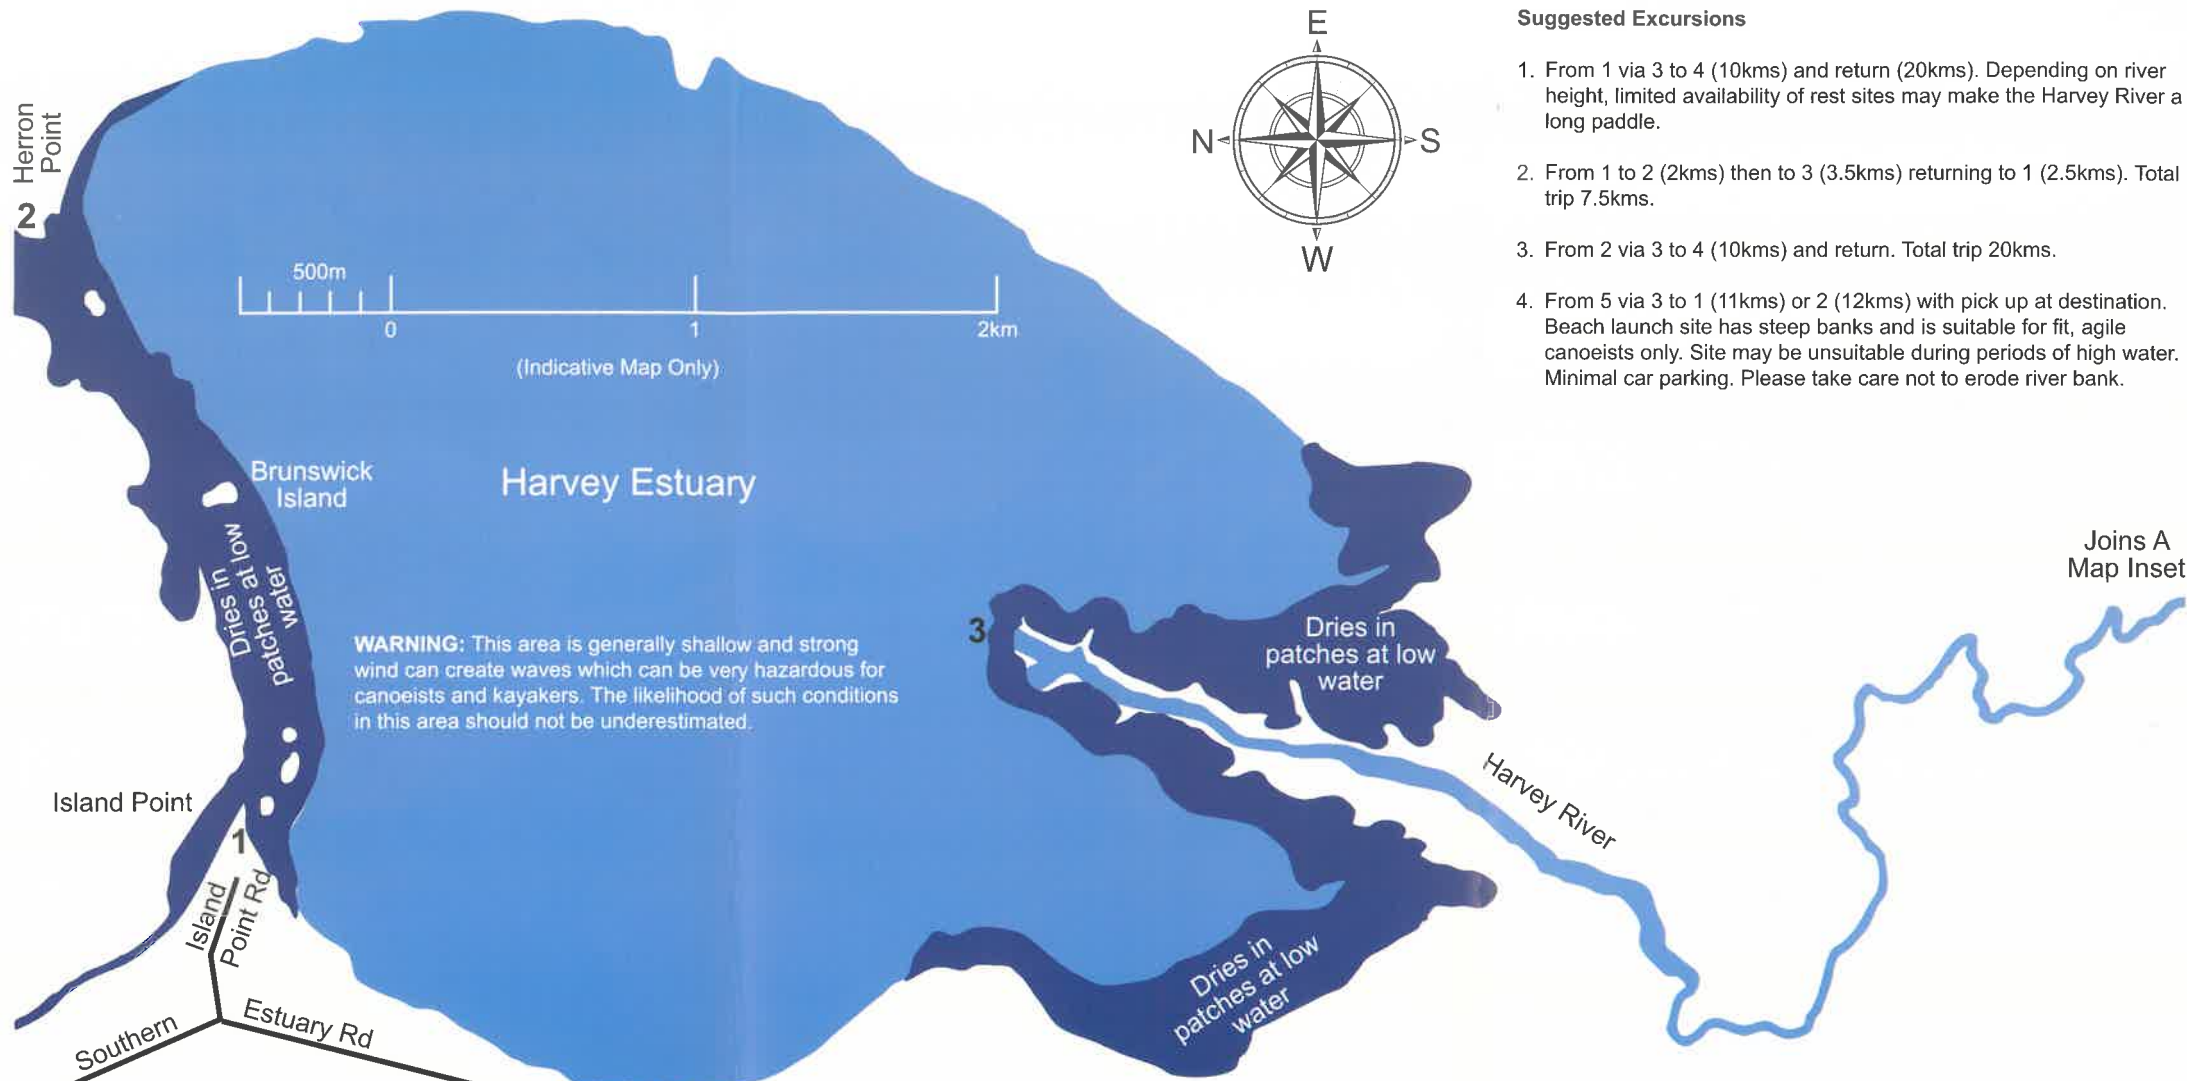 Suggested Excursions
1. From 1 via 3 to 4 (10kms) and return (20kms). Depending on river
height, limited availability of rest sites may make the Harvey River a
long paddle.
2. From 1 to 2 (2kms) then to 3 (3.5kms) returning to 1 (2.5kms). Total
trip 7.5kms.
3. From 2 via 3 to 4 (10kms) and return. Total trip 20kms.
4. From 5 via 3 to 1 (11kms) or 2 (12kms) with pick up at destination.
Beach launch site has steep banks and is suitable for fit, agile
canoeists only. Site may be unsuitable during periods of high water.
Minimal car parking. Please take care not to erode river bank.
E
N
S
W
Herron
Point
2
500m
0
1
2km
(Indicative Map Only)
Brunswick
Island
Harvey Estuary
Dries in
patches at low
water
WARNING: This area is generally shallow and strong
wind can create waves which can be very hazardous for
canoeists and kayakers. The likelihood of such conditions
in this area should not be underestimated.
3
Dries in
patches at low
water
Joins A
Map Inset
Harvey River
Island Point
1
Island
Point Rd
Southern
Estuary Rd
Dries in
patches at low
water